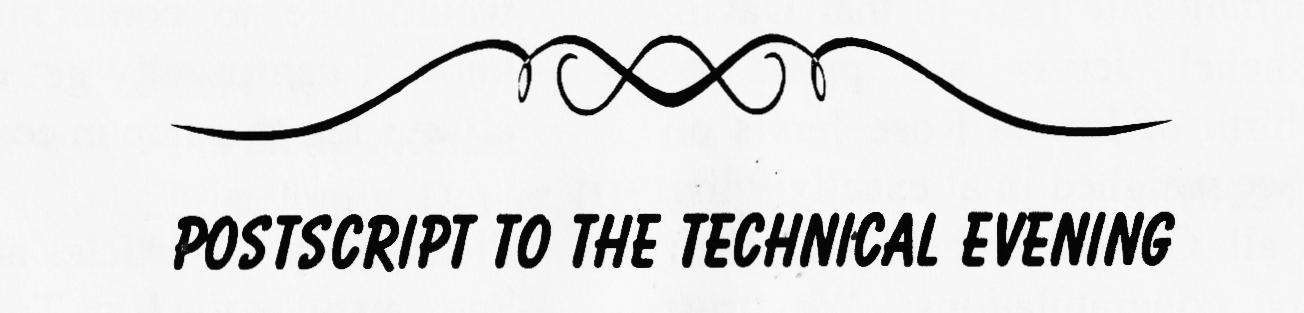 POSTSCRIPT TO THE TECHNICAL EVENING